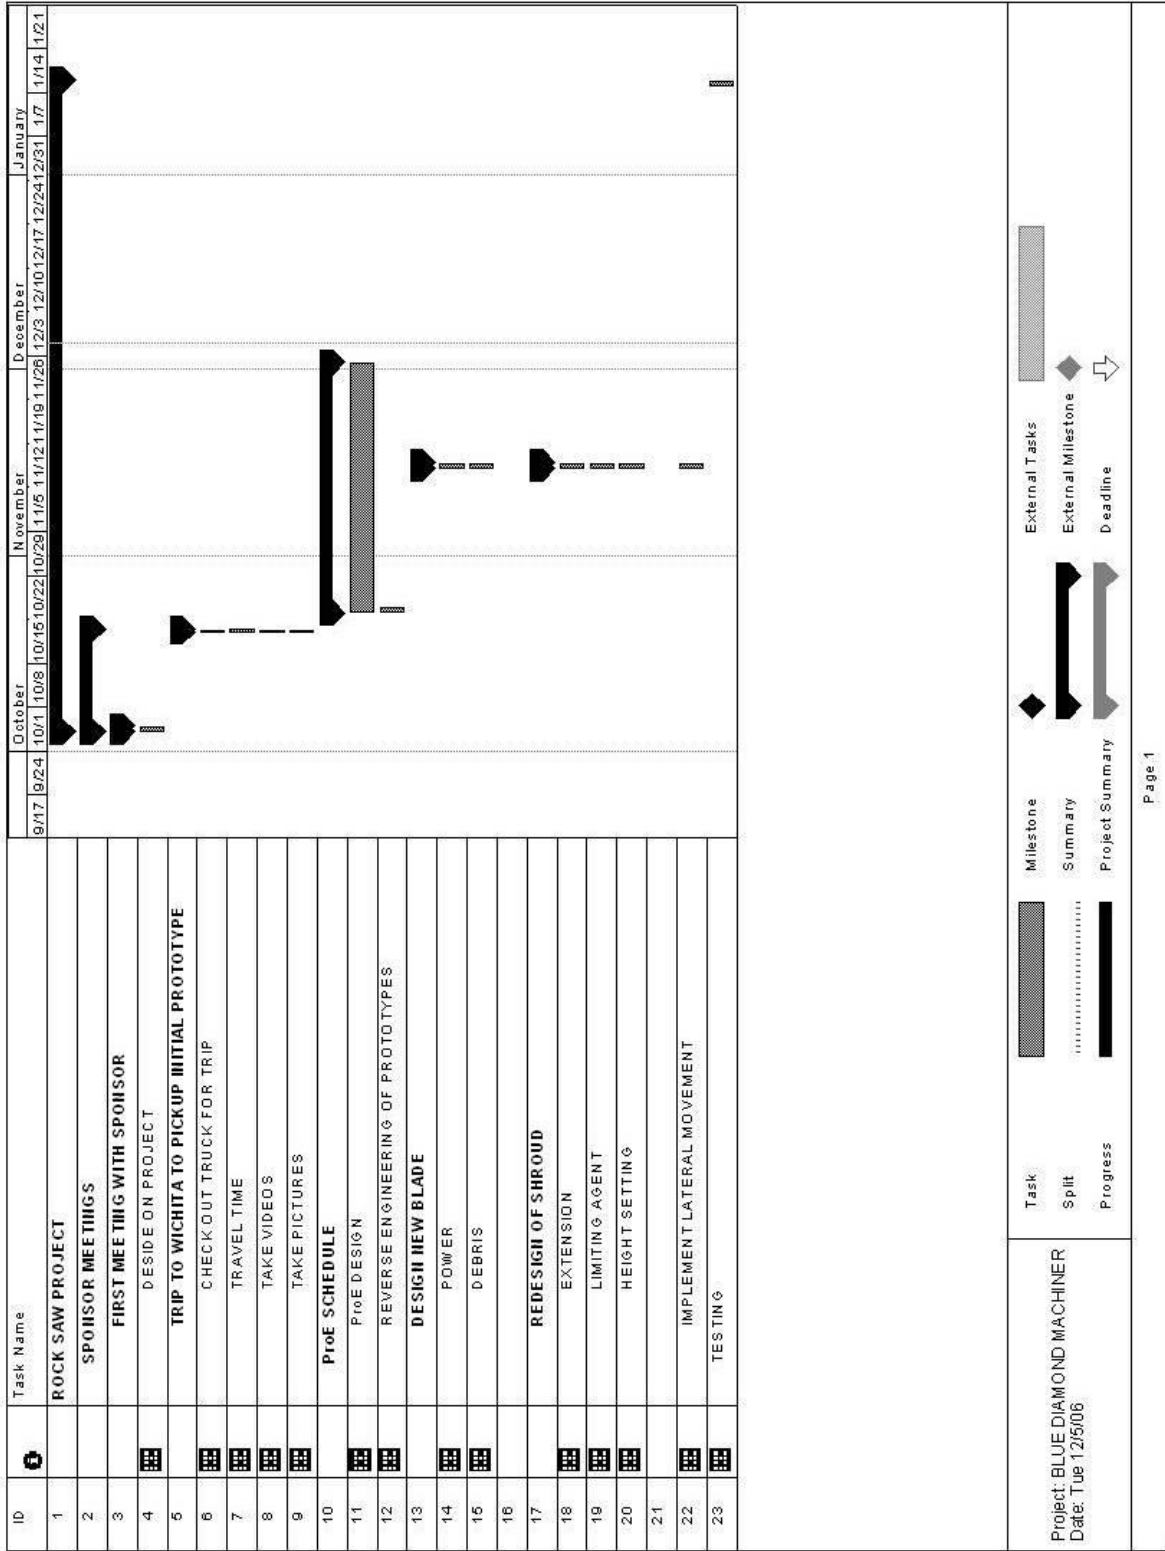 ID Task Name October November December January
9/17 9/24 10/1 10/8 10/15 10/22 10/29 11/5 11/12 11/19 11/26 12/3 12/10 12/17 12/24 12/31 1/7 1/14 1/21
1 ROCK SAW PROJECT
2 SPONSOR MEETINGS
3 FIRST MEETING WITH SPONSOR
4 DESIDE ON PROJECT
5 TRIP TO WICHITA TO PICKUP INITIAL PROTOTYPE
6 CHECKOUT TRUCK FOR TRIP
7 TRAVEL TIME
8 TAKE VIDEOS
9 TAKE PICTURES
10 ProE SCHEDULE
11 ProE DESIGN
12 REVERSE ENGINEERING OF PROTOTYPES
13 DESIGN NEW BLADE
14 POWER
15 DEBRIS
16
17 REDESIGN OF SHROUD
18 EXTENSION
19 LIMITING AGENT
20 HEIGHT SETTING
21
22 IMPLEMENT LATERAL MOVEMENT
23 TESTING
Project: BLUE DIAMOND MACHINER
Date: Tue 12/5/06
Task Milestone External Tasks
Split Summary External Milestone
Progress Project Summary Deadline
Page 1